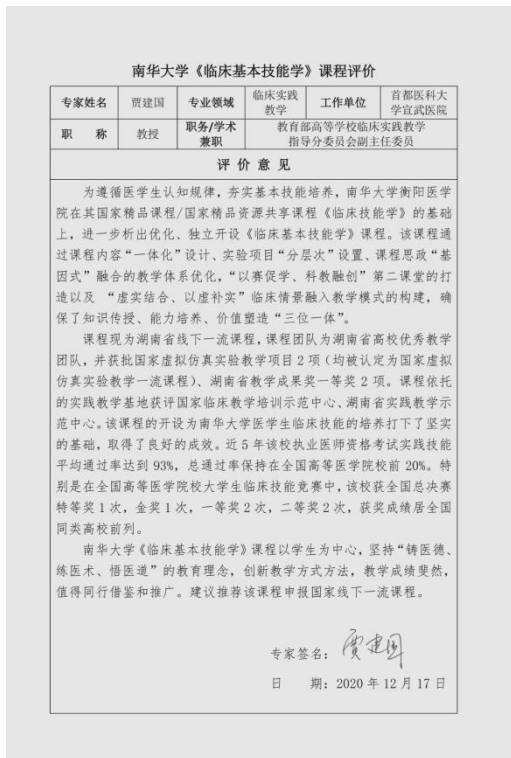 南华大学《临床基本技能学》课程评价
专家姓名 贾建国 专业领域 临床实践教学 工作单位 首都医科大学宣武医院
职 称 教授 职务/学术兼职 教育部高等学校临床实践教学指导分委员会副主任委员
评 价 意 见
为遵循医学生认知规律，夯实基本技能培养，南华大学衡阳医学
院在其国家精品课程/国家精品资源共享课程《临床技能学》的基础
上，进一步析出优化、独立开设《临床基本技能学》课程。该课程通
过课程内容“一体化”设计、实验项目“分层次”设置、课程思政“基
因式”融合的教学体系优化，“以赛促学、科教融创”第二课堂的打
造以及 “虚实结合、以虚补实”临床情景融入教学模式的构建，确
保了知识传授、能力培养、价值塑造“三位一体”。
课程现为湖南省线下一流课程，课程团队为湖南省高校优秀教学
团队，并获批国家虚拟仿真实验教学项目 2 项（均被认定为国家虚拟
仿真实验教学一流课程）、湖南省教学成果奖一等奖 2 项。课程依托
的实践教学基地获评国家临床教学培训示范中心、湖南省实践教学示
范中心。该课程的开设为南华大学医学生临床技能的培养打下了坚实
的基础，取得了良好的成效。近 5 年该校执业医师资格考试实践技能
平均通过率达到 93%，总通过率保持在全国高等医学院校前 20%。特
别是在全国高等医学院校大学生临床技能竞赛中，该校获全国总决赛
特等奖 1 次，金奖 1 次，一等奖 2 次，二等奖 2 次，获奖成绩居全国
同类高校前列。
南华大学《临床基本技能学》课程以学生为中心，坚持“铸医德、
练医术、悟医道”的教育理念，创新教学方式方法，教学成绩斐然，
值得同行借鉴和推广。建议推荐该课程申报国家线下一流课程。
专家签名：贾建国
日 期：2020 年 12 月 17 日